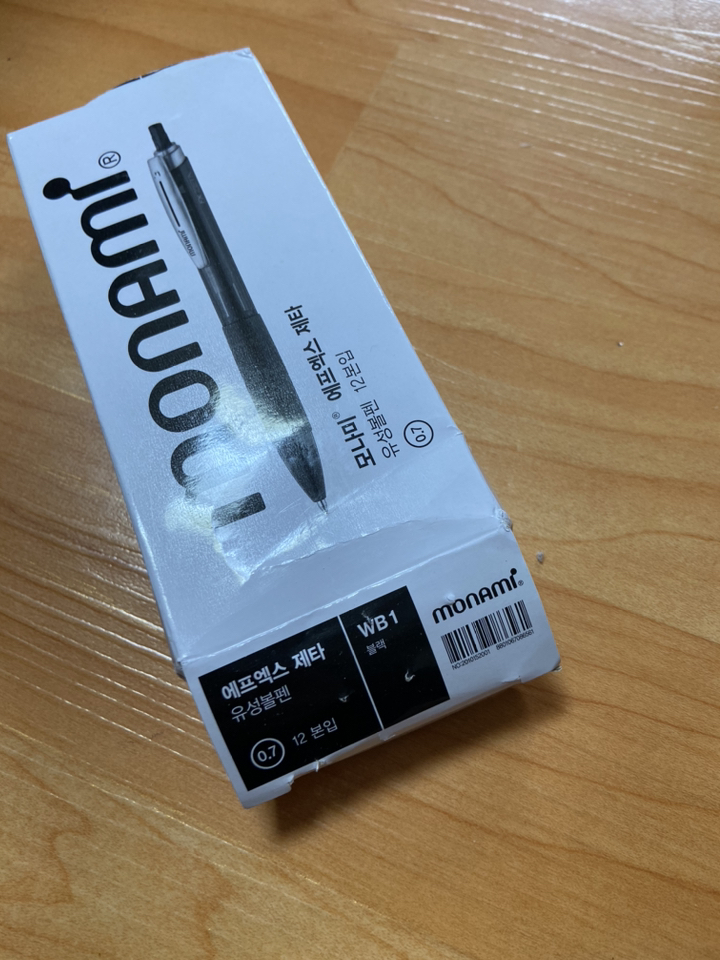 monami®
모나미® 에프엑스 제타
유성볼펜 12본입
0.7
에프엑스 제타
유성볼펜
0.7 12 본입
WB1
블랙
monami®